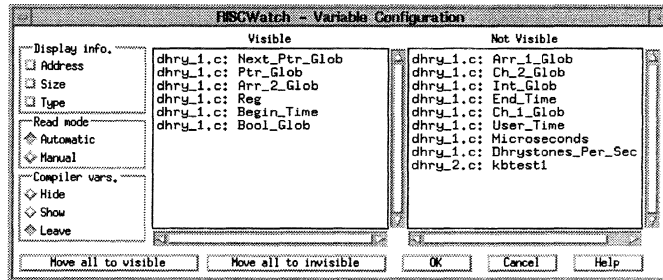 RISCWatch - Variable Configuration
Display info.
Address
Size
Type
Read mode
Automatic
Manual
Compiler vars.
Hide
Show
Leave
Visible
dhry_1.c: Next_Ptr_Glob
dhry_1.c: Ptr_Glob
dhry_1.c: Arr_2_Glob
dhry_1.c: Reg
dhry_1.c: Begin_Time
dhry_1.c: Bool_Glob
Not Visible
dhry_1.c: Arr_1_Glob
dhry_1.c: Ch_2_Glob
dhry_1.c: Int_Glob
dhry_1.c: End_Time
dhry_1.c: Ch_1_Glob
dhry_1.c: User_Time
dhry_1.c: Microseconds
dhry_1.c: Dhrystones_Per_Sec
dhry_2.c: kbtest1
Move all to visible
Move all to invisible
OK
Cancel
Help